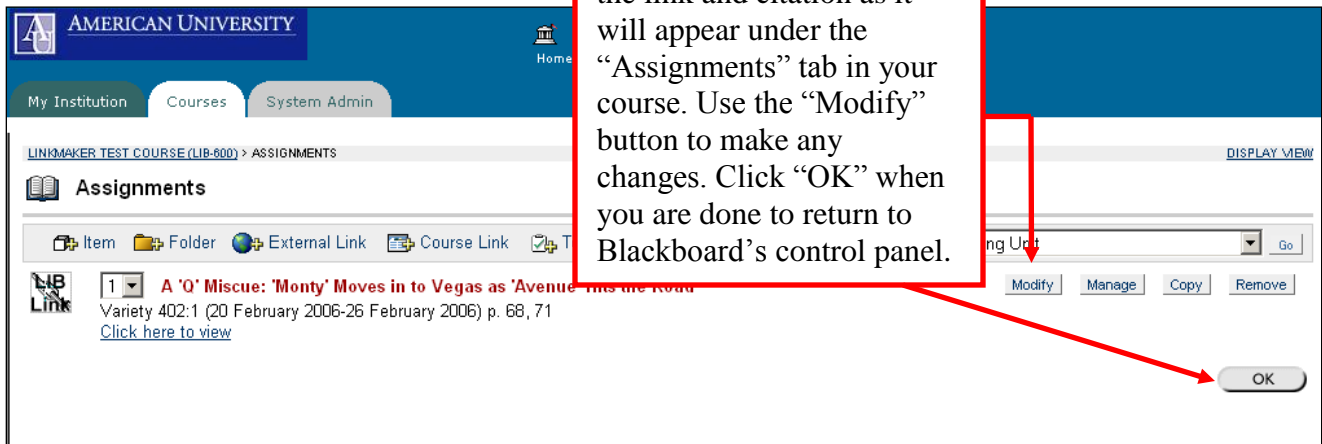 the link and citation as it
will appear under the
“Assignments” tab in your
course. Use the “Modify”
button to make any
changes. Click “OK” when
you are done to return to
Blackboard’s control panel.
AMERICAN UNIVERSITY
Home
My Institution Courses System Admin
LINKMAKER TEST COURSE (LIB-600) > ASSIGNMENTS DISPLAY VIEW
Assignments
Item Folder External Link Course Link T ng Unit Go
LIB Link 1 A 'Q' Miscue: 'Monty' Moves in to Vegas as 'Avenue' Modify Manage Copy Remove
Variety 402:1 (20 February 2006-26 February 2006) p. 68, 71
Click here to view
OK